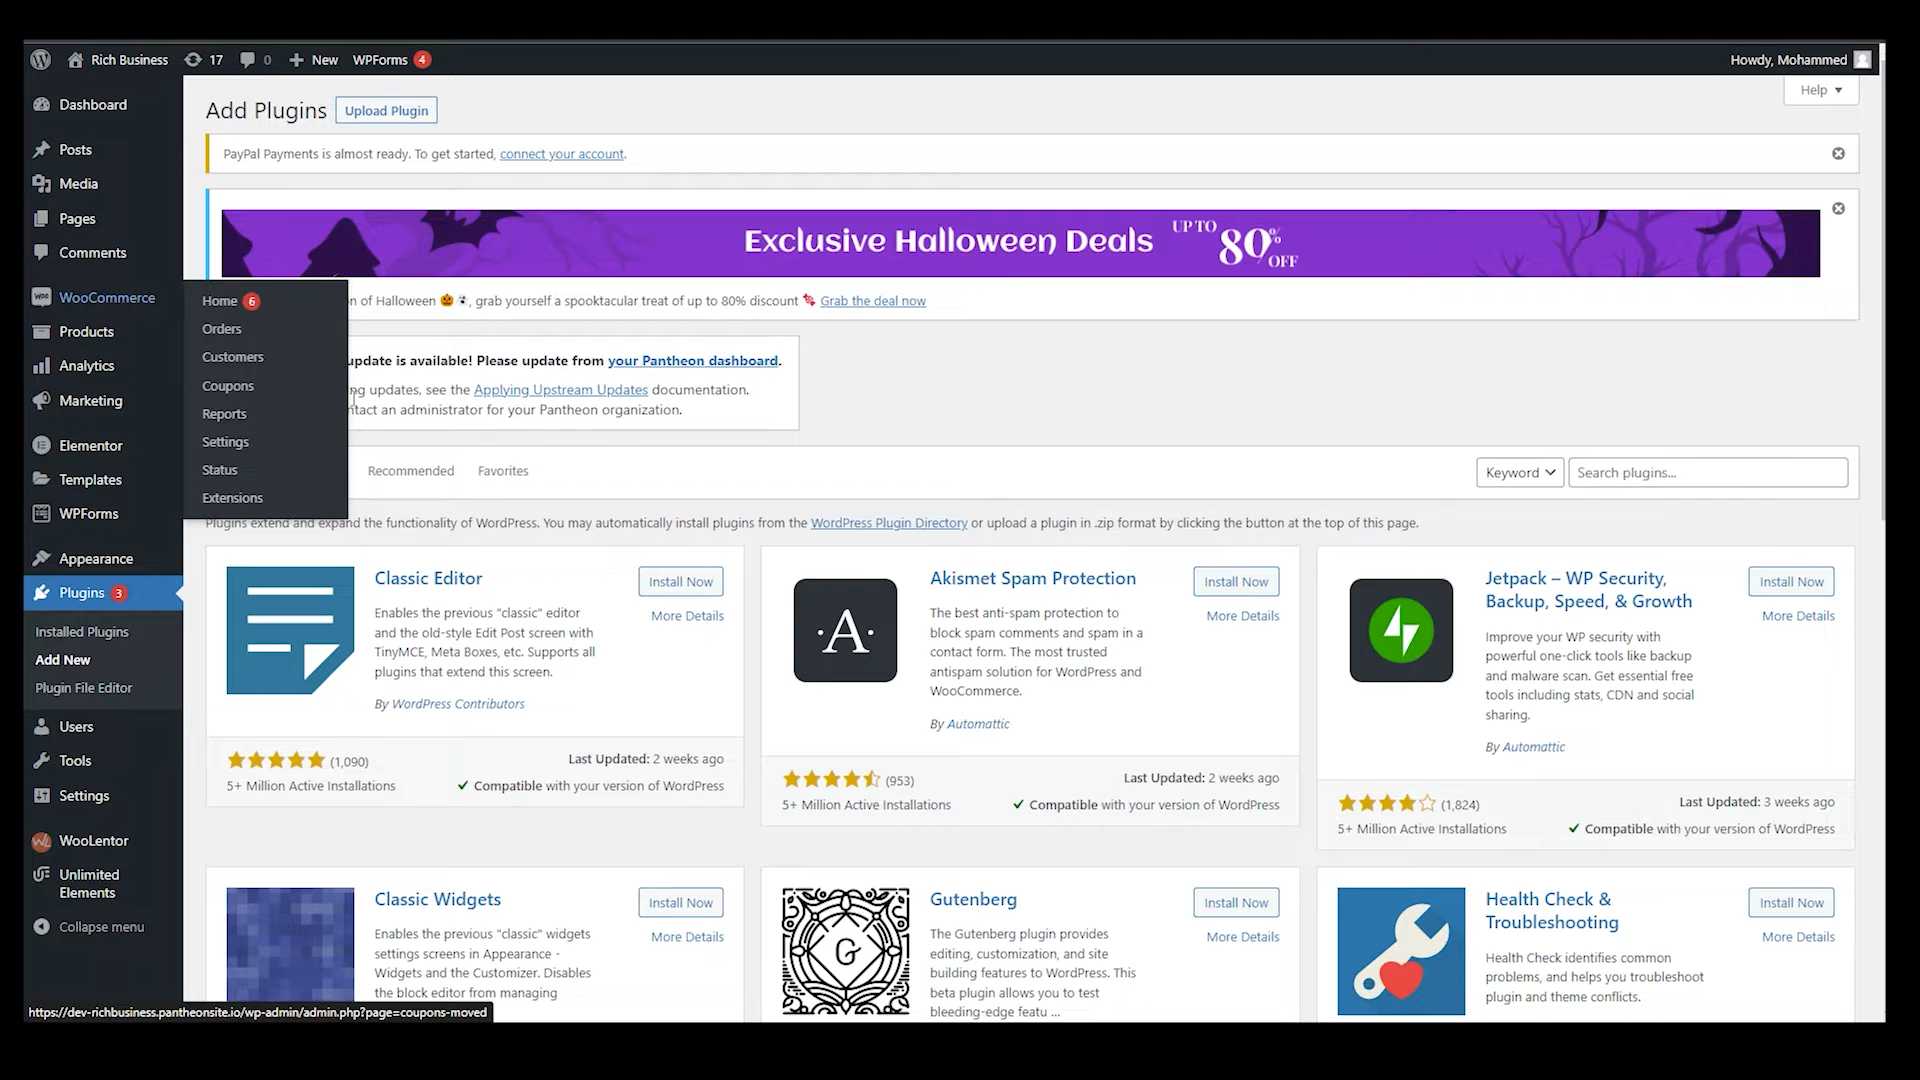 Rich Business
17
0
New
WPForms 4
Howdy, Mohammed
Dashboard
Posts
Media
Pages
Comments
WooCommerce
Products
Analytics
Marketing
Elementor
Templates
WPForms
Appearance
Plugins 3
Installed Plugins
Add New
Plugin File Editor
Users
Tools
Settings
WooLentor
Unlimited
Elements
Collapse menu
Home 6
Orders
Customers
Coupons
Reports
Settings
Status
Extensions
Help
Add Plugins
Upload Plugin
PayPal Payments is almost ready. To get started, connect your account.
Exclusive Halloween Deals UP TO 80% OFF
n of Halloween 🎃 , grab yourself a spooktacular treat of up to 80% discount Grab the deal now
update is available! Please update from your Pantheon dashboard.
ng updates, see the Applying Upstream Updates documentation.
ntact an administrator for your Pantheon organization.
Recommended
Favorites
Keyword
Search plugins...
Plugins extend and expand the functionality of WordPress. You may automatically install plugins from the WordPress Plugin Directory or upload a plugin in .zip format by clicking the button at the top of this page.
Classic Editor
Install Now
More Details
Enables the previous "classic" editor
and the old-style Edit Post screen with
TinyMCE, Meta Boxes, etc. Supports all
plugins that extend this screen.
By WordPress Contributors
(1,090)
Last Updated: 2 weeks ago
5+ Million Active Installations
✓ Compatible with your version of WordPress
·A·
Akismet Spam Protection
Install Now
More Details
The best anti-spam protection to
block spam comments and spam in a
contact form. The most trusted
antispam solution for WordPress and
WooCommerce.
By Automattic
(953)
Last Updated: 2 weeks ago
5+ Million Active Installations
✓ Compatible with your version of WordPress
Jetpack – WP Security,
Backup, Speed, & Growth
Install Now
More Details
Improve your WP security with
powerful one-click tools like backup
and malware scan. Get essential free
tools including stats, CDN and social
sharing.
By Automattic
(1,824)
Last Updated: 3 weeks ago
5+ Million Active Installations
✓ Compatible with your version of WordPress
Classic Widgets
Install Now
More Details
Enables the previous "classic" widgets
settings screens in Appearance -
Widgets and the Customizer. Disables
the block editor from managing
G
Gutenberg
Install Now
More Details
The Gutenberg plugin provides
editing, customization, and site
building features to WordPress. This
beta plugin allows you to test
bleeding-edge featu ...
Health Check &
Troubleshooting
Install Now
More Details
Health Check identifies common
problems, and helps you troubleshoot
plugin and theme conflicts.
https://dev-richbusiness.pantheonsite.io/wp-admin/admin.php?page=coupons-moved